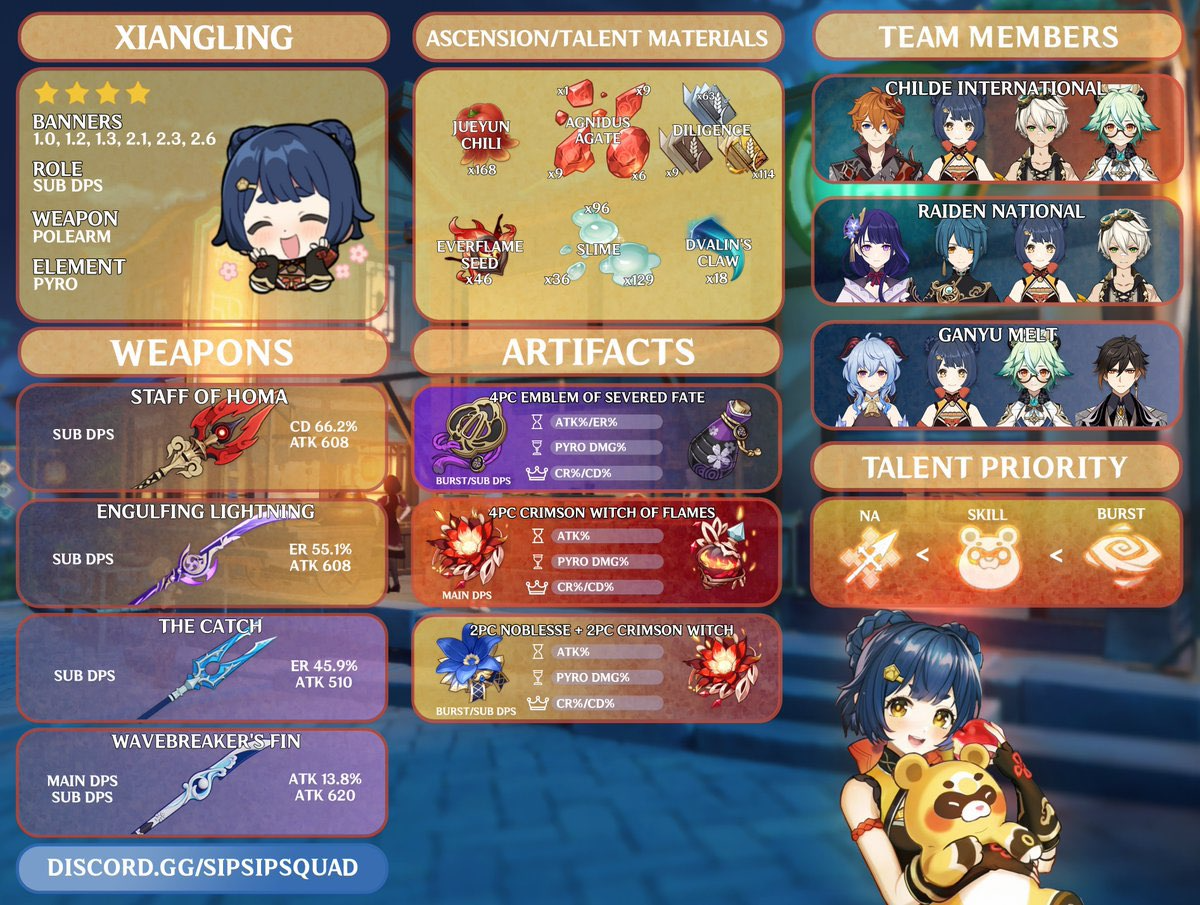 XIANGLING
BANNERS
1.0, 1.2, 1.3, 2.1, 2.3, 2.6
ROLE
SUB DPS
WEAPON
POLEARM
ELEMENT
PYRO
WEAPONS
STAFF OF HOMA
SUB DPS
CD 66.2%
ATK 608
ENGULFING LIGHTNING
SUB DPS
ER 55.1%
ATK 608
THE CATCH
SUB DPS
ER 45.9%
ATK 510
WAVEBREAKER'S FIN
MAIN DPS
SUB DPS
ATK 13.8%
ATK 620
DISCORD.GG/SIPSIPSQUAD
ASCENSION/TALENT MATERIALS
JUEYUN
CHILI
x168
x1
x9
AGNIDUS
AGATE
x9
x6
x63
DILIGENCE
x9
x114
EVERFLAME
SEED
x46
x96
SLIME
x36
x129
DVALIN'S
CLAW
x18
ARTIFACTS
4PC EMBLEM OF SEVERED FATE
ATK%/ER%
PYRO DMG%
CR%/CD%
BURST/SUB DPS
4PC CRIMSON WITCH OF FLAMES
ATK%
PYRO DMG%
CR%/CD%
MAIN DPS
2PC NOBLESSE + 2PC CRIMSON WITCH
ATK%
PYRO DMG%
CR%/CD%
BURST/SUB DPS
TEAM MEMBERS
CHILDE INTERNATIONAL
RAIDEN NATIONAL
GANYU MELT
TALENT PRIORITY
NA
SKILL
BURST
< <